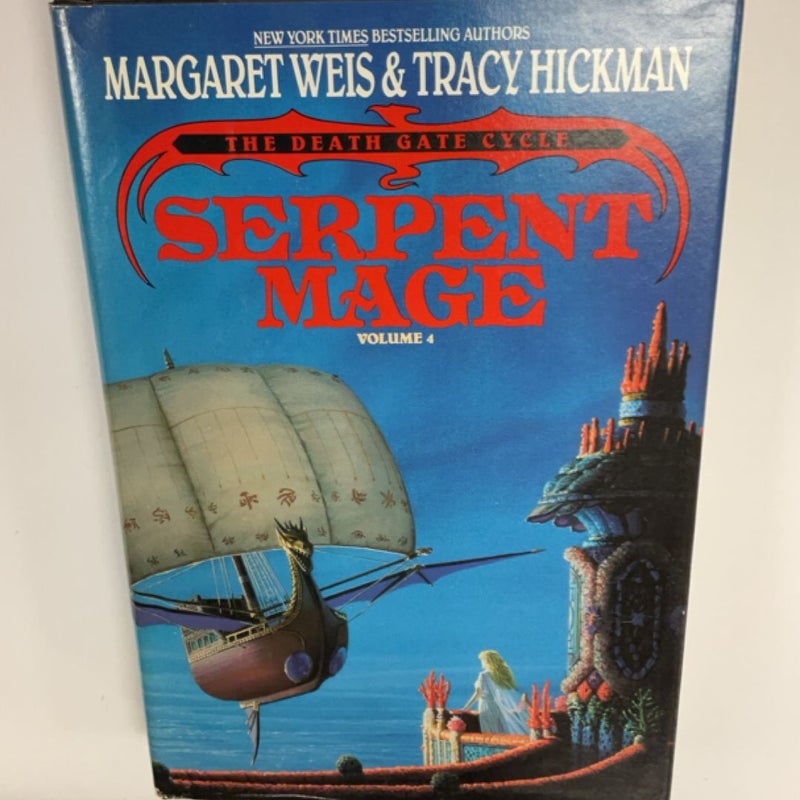 NEW YORK TIMES BESTSELLING AUTHORS
MARGARET WEIS & TRACY HICKMAN
THE DEATH GATE CYCLE
SERPENT
MAGE
VOLUME 4